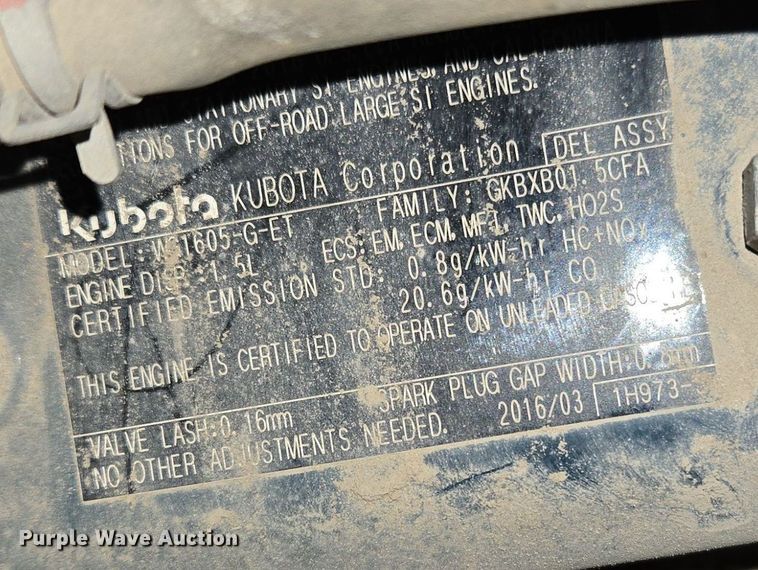 STATIONARY SI ENGINES, AND CALIFORNIA
TIONS FOR OFF-ROAD LARGE SI ENGINES.
Kubota KUBOTA Corporation DEL ASSY
MODEL: 1605-G-ET FAMILY: GKBXB01.5CFA
ENGINE 1.5L ECS: EM, ECM, MFI, TWC, HO2S
CERTIFIED EMISSION STD: 0.8g/kW-hr HC+NOx
20.6g/kW-hr CO
THIS ENGINE IS CERTIFIED TO OPERATE ON UNLEADED
VALVE LASH:0.16mm SPARK PLUG GAP WIDTH:
NO OTHER ADJUSTMENTS NEEDED. 2016/03 1H973-
Purple Wave Auction